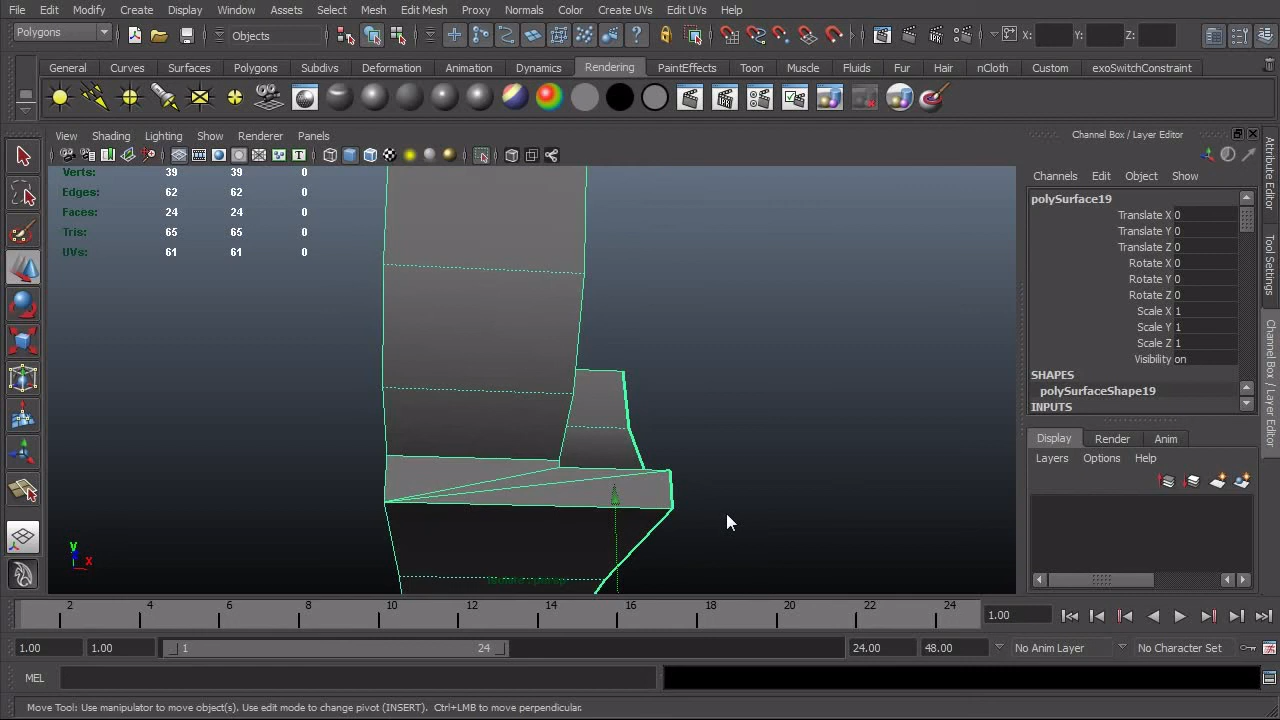 File Edit Modify Create Display Window Assets Select Mesh Edit Mesh Proxy Normals Color Create UVs Edit UVs Help
Polygons Objects X: Y: Z:
General Curves Surfaces Polygons Subdivs Deformation Animation Dynamics Rendering PaintEffects Toon Muscle Fluids Fur Hair nCloth Custom exoSwitchConstraint
View Shading Lighting Show Renderer Panels
Channel Box / Layer Editor
Verts: 39 39 0
Edges: 62 62 0
Faces: 24 24 0
Tris: 65 65 0
UVs: 61 61 0
Channels Edit Object Show
polySurface19
Translate X 0
Translate Y 0
Translate Z 0
Rotate X 0
Rotate Y 0
Rotate Z 0
Scale X 1
Scale Y 1
Scale Z 1
Visibility on
SHAPES
polySurfaceShape19
INPUTS
Display Render Anim
Layers Options Help
Attribute Editor
Tool Settings
Channel Box / Layer Editor
y x
2 4 6 8 10 12 14 16 18 20 22 24 1.00
1.00 1.00 1 24 24.00 48.00 No Anim Layer No Character Set
MEL
Move Tool: Use manipulator to move object(s). Use edit mode to change pivot (INSERT). Ctrl+LMB to move perpendicular.